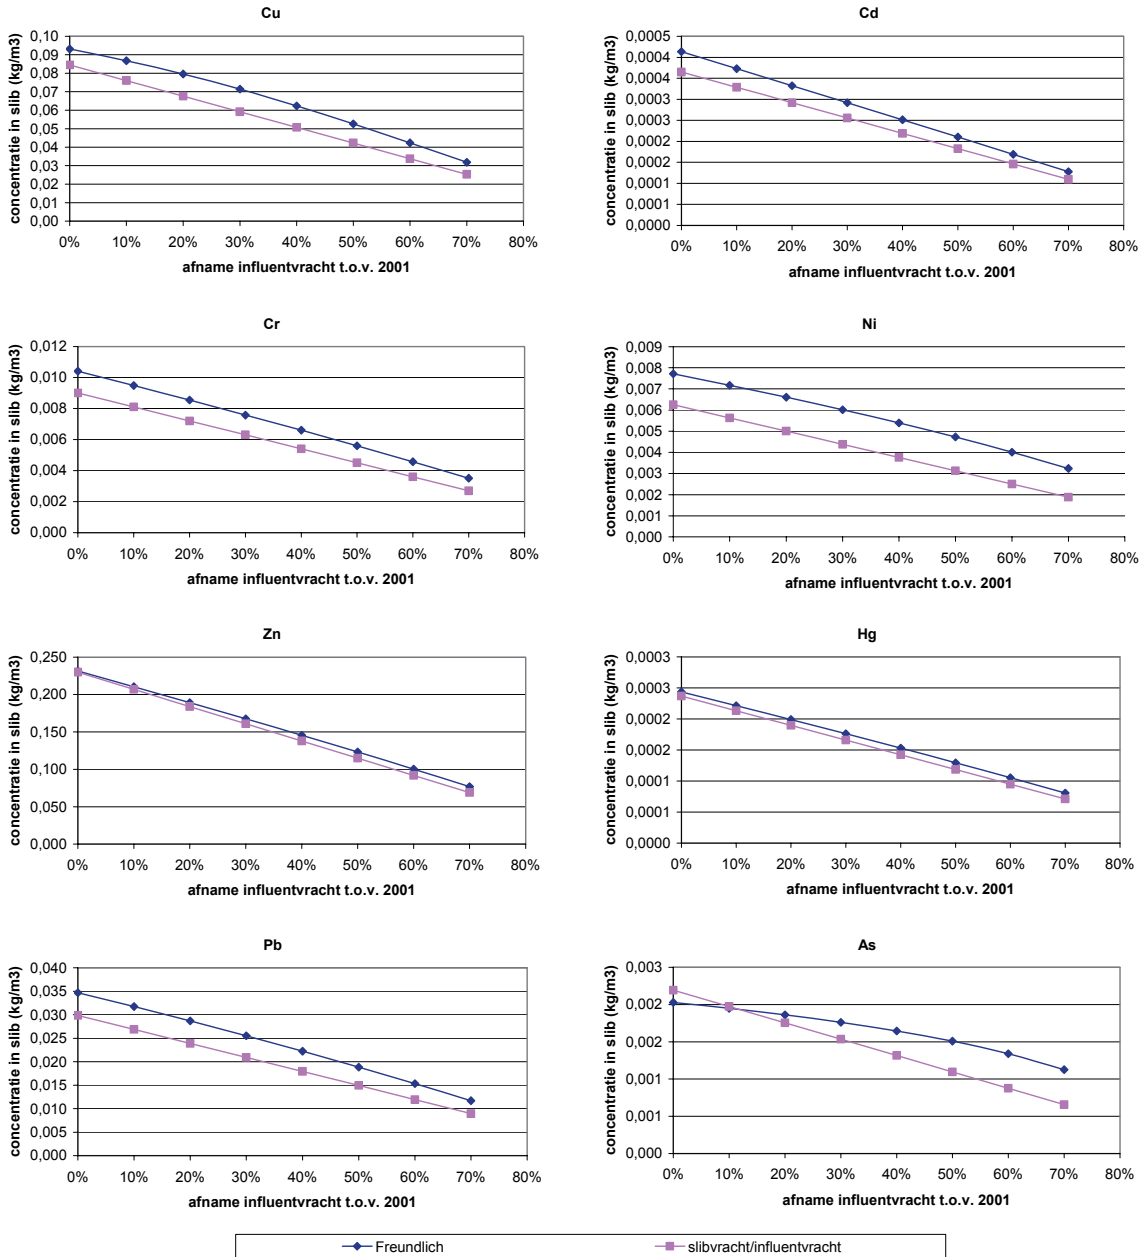 Cu
concentratie in slib (kg/m3)
0,10
0,09
0,08
0,07
0,06
0,05
0,04
0,03
0,02
0,01
0,00
0% 10% 20% 30% 40% 50% 60% 70% 80%
afname influentvracht t.o.v. 2001
Cd
concentratie in slib (kg/m3)
0,0005
0,0004
0,0004
0,0003
0,0003
0,0002
0,0002
0,0001
0,0001
0,0000
0% 10% 20% 30% 40% 50% 60% 70% 80%
afname influentvracht t.o.v. 2001
Cr
concentratie in slib (kg/m3)
0,012
0,010
0,008
0,006
0,004
0,002
0,000
0% 10% 20% 30% 40% 50% 60% 70% 80%
afname influentvracht t.o.v. 2001
Ni
concentratie in slib (kg/m3)
0,009
0,008
0,007
0,006
0,005
0,004
0,003
0,002
0,001
0,000
0% 10% 20% 30% 40% 50% 60% 70% 80%
afname influentvracht t.o.v. 2001
Zn
concentratie in slib (kg/m3)
0,250
0,200
0,150
0,100
0,050
0,000
0% 10% 20% 30% 40% 50% 60% 70% 80%
afname influentvracht t.o.v. 2001
Hg
concentratie in slib (kg/m3)
0,0003
0,0003
0,0002
0,0002
0,0001
0,0001
0,0000
0% 10% 20% 30% 40% 50% 60% 70% 80%
afname influentvracht t.o.v. 2001
Pb
concentratie in slib (kg/m3)
0,040
0,035
0,030
0,025
0,020
0,015
0,010
0,005
0,000
0% 10% 20% 30% 40% 50% 60% 70% 80%
afname influentvracht t.o.v. 2001
As
concentratie in slib (kg/m3)
0,003
0,002
0,002
0,001
0,001
0,000
0% 10% 20% 30% 40% 50% 60% 70% 80%
afname influentvracht t.o.v. 2001
Freundlich slibvracht/influentvracht